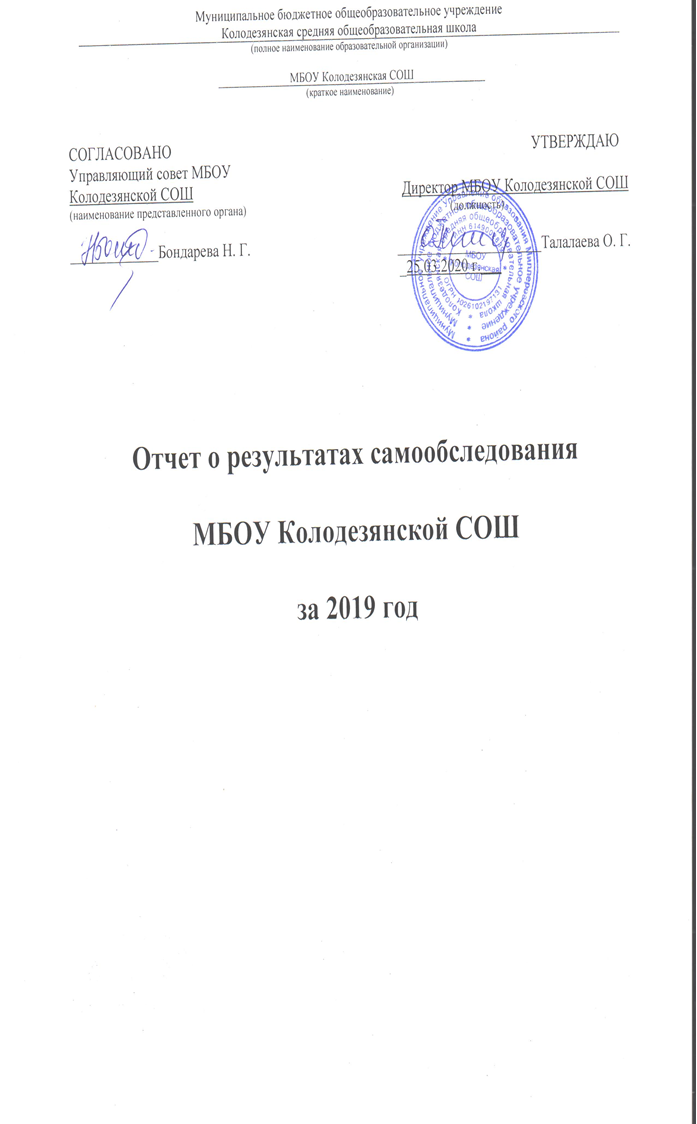 Муниципальное бюджетное общеобразовательное учреждение
Колодезянская средняя общеобразовательная школа
(полное наименование образовательной организации)
МБОУ Колодезянская СОШ
(краткое наименование)
СОГЛАСОВАНО
Управляющий совет МБОУ
Колодезянской СОШ
(наименование представленного органа)
Бондарева Н. Г.
УТВЕРЖДАЮ
Директор МБОУ Колодезянской СОШ
(должность)
Талалаева О. Г.
25.03.2020 г.
МБОУ
СОШ
Отчет о результатах самообследования
МБОУ Колодезянской СОШ
за 2019 год